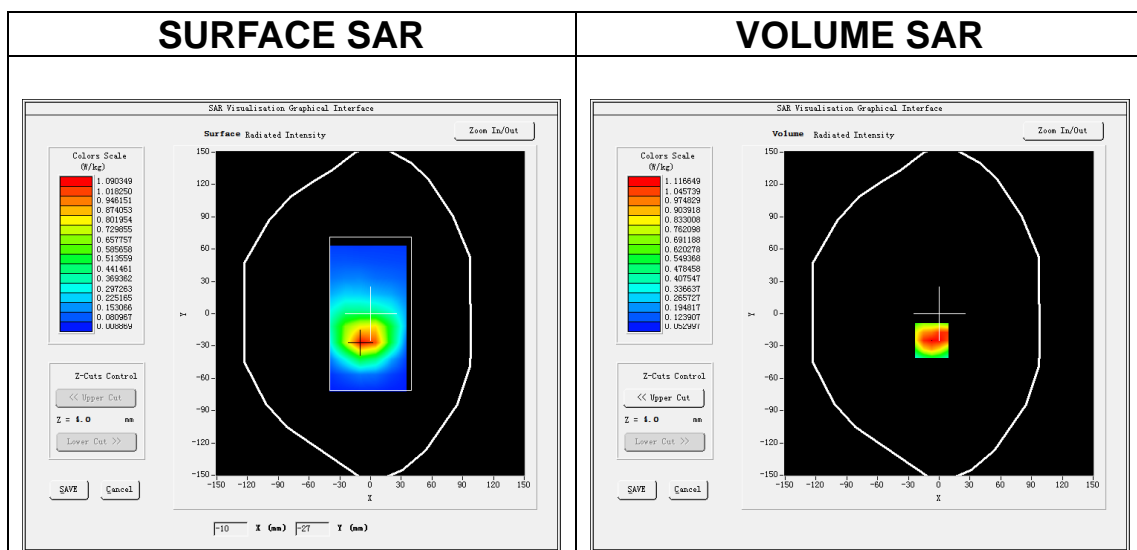 SURFACE SAR
SAR Visualisation Graphical Interface
Surface Radiated Intensity
Zoom In/Out
Colors Scale
(W/kg)
1.090349
1.018250
0.946151
0.874053
0.801954
0.729855
0.657757
0.585658
0.513559
0.441461
0.369362
0.297263
0.225165
0.153066
0.080967
0.008869
Z-Cuts Control
<< Upper Cut
Z = 4.0 mm
Lower Cut >>
SAVE Cancel
150
120
90
60
30
0
-30
-60
-90
-120
-150
Y
-150 -120 -90 -60 -30 0 30 60 90 120 150
X
-10 X (mm) -27 Y (mm)
VOLUME SAR
SAR Visualisation Graphical Interface
Volume Radiated Intensity
Zoom In/Out
Colors Scale
(W/kg)
1.116649
1.045739
0.974829
0.903918
0.833008
0.762098
0.691188
0.620278
0.549368
0.478458
0.407547
0.336637
0.265727
0.194817
0.123907
0.052997
Z-Cuts Control
<< Upper Cut
Z = 4.0 mm
Lower Cut >>
SAVE Cancel
150
120
90
60
30
0
-30
-60
-90
-120
-150
Y
-150 -120 -90 -60 -30 0 30 60 90 120 150
X